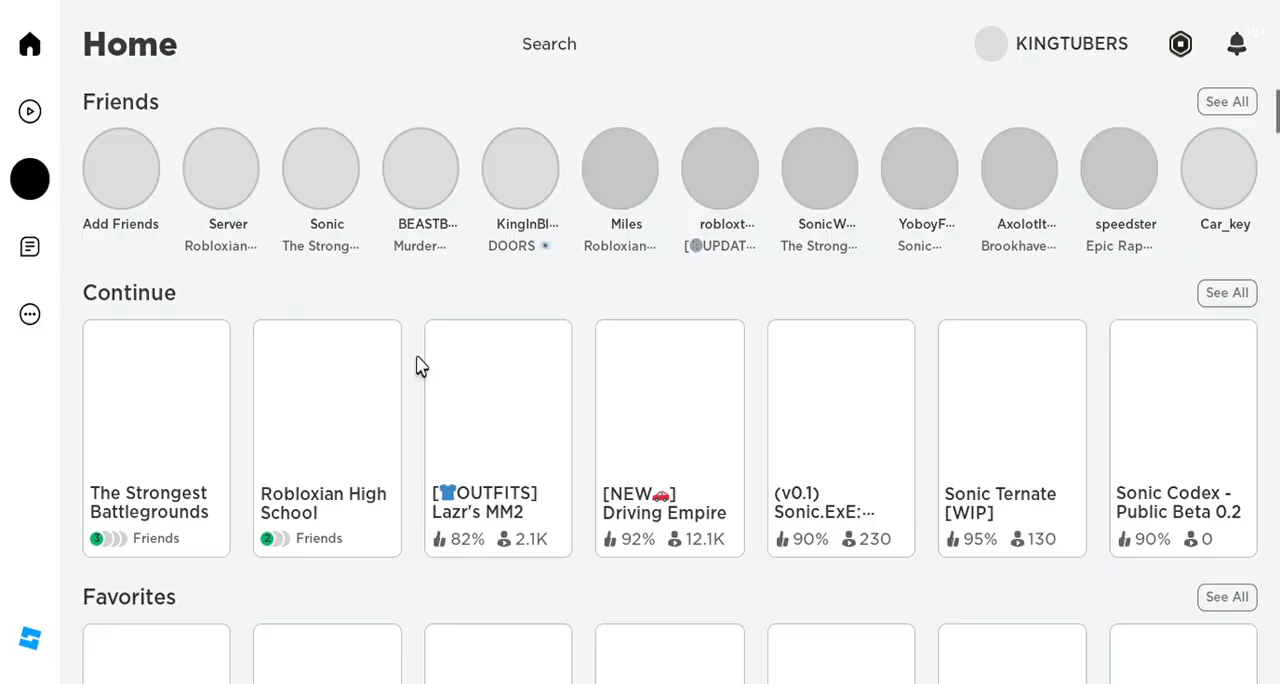 Home
Search
KINGTUBERS
Friends
See All
Add Friends
Server
Robloxian...
Sonic
The Strong...
BEASTB...
Murder...
KingInBl...
DOORS 👁️
Miles
Robloxian...
robloxt...
[🌑UPDAT...
SonicW...
The Strong...
YoboyF...
Sonic...
AxolotIt...
Brookhave...
speedster
Epic Rap...
Car_key
Continue
See All
The Strongest
Battlegrounds
3 Friends
Robloxian High
School
2 Friends
[👕OUTFITS]
Lazr's MM2
82% 2.1K
[NEW🚗]
Driving Empire
92% 12.1K
(v0.1)
Sonic.ExE:...
90% 230
Sonic Ternate
[WIP]
95% 130
Sonic Codex -
Public Beta 0.2
90% 0
Favorites
See All